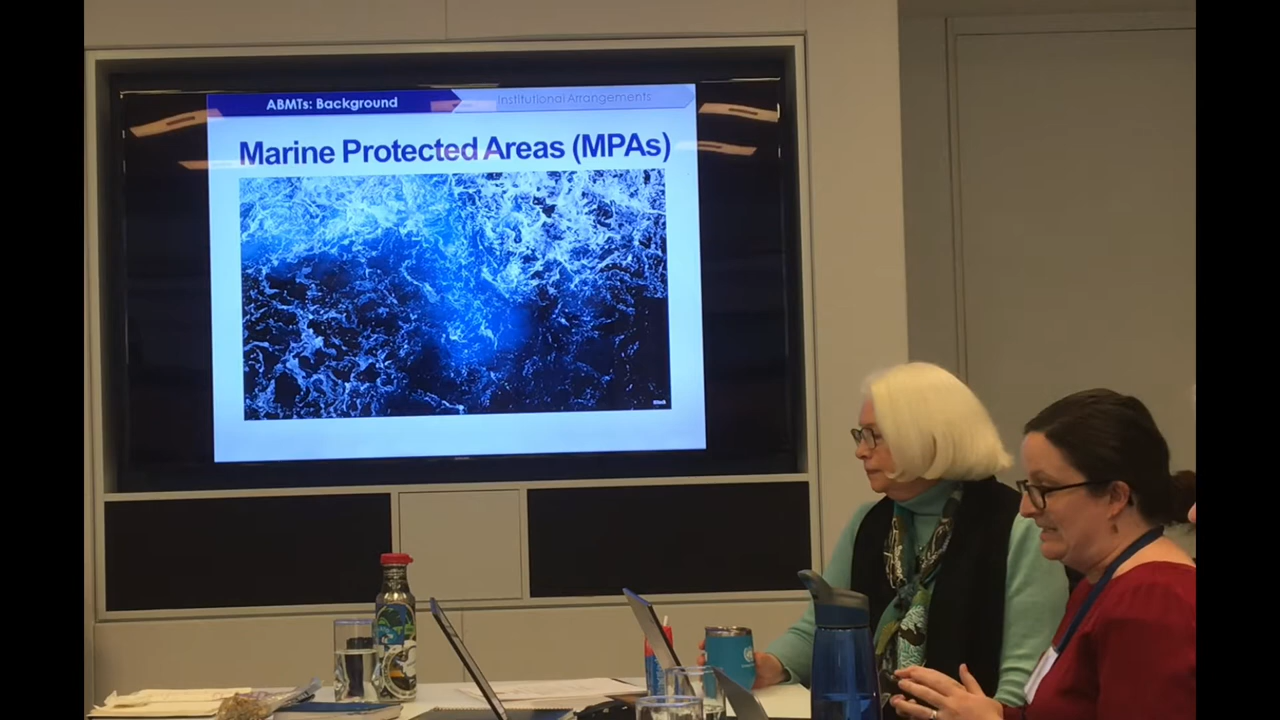 ABMTs: Background
Institutional Arrangements
Marine Protected Areas (MPAs)